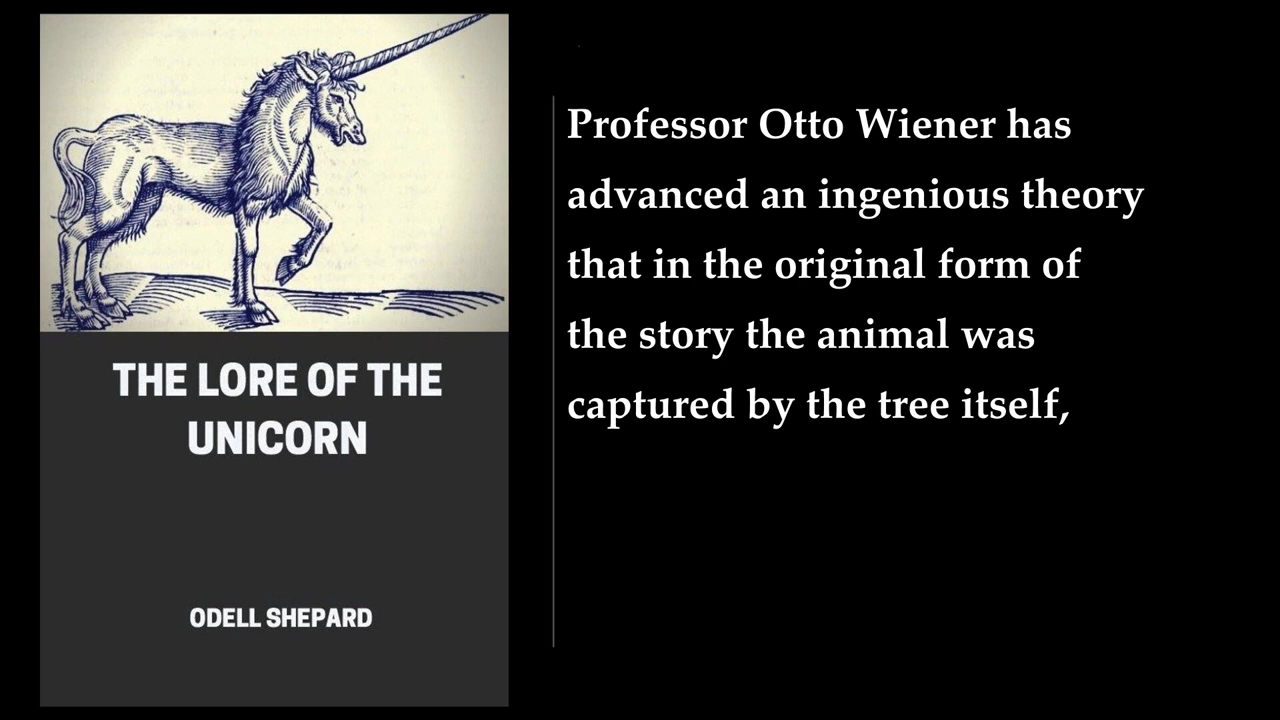 THE LORE OF THE
UNICORN
ODELL SHEPARD
Professor Otto Wiener has
advanced an ingenious theory
that in the original form of
the story the animal was
captured by the tree itself,